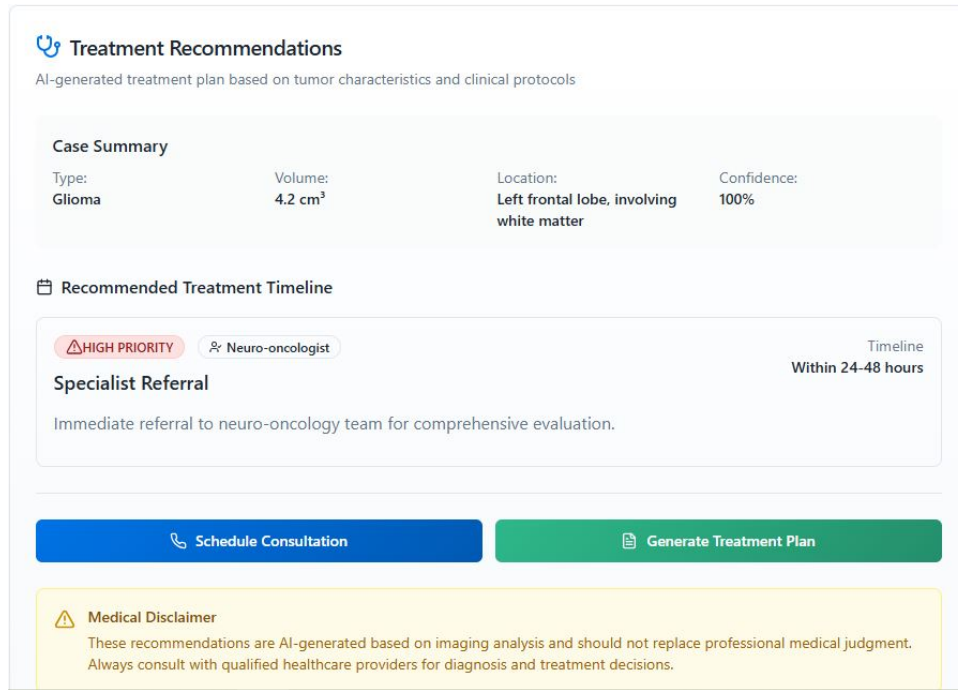 Treatment Recommendations
AI-generated treatment plan based on tumor characteristics and clinical protocols
Case Summary
Type:
Glioma
Volume:
4.2 cm³
Location:
Left frontal lobe, involving
white matter
Confidence:
100%
Recommended Treatment Timeline
HIGH PRIORITY
Neuro-oncologist
Timeline
Within 24-48 hours
Specialist Referral
Immediate referral to neuro-oncology team for comprehensive evaluation.
Schedule Consultation
Generate Treatment Plan
Medical Disclaimer
These recommendations are AI-generated based on imaging analysis and should not replace professional medical judgment.
Always consult with qualified healthcare providers for diagnosis and treatment decisions.